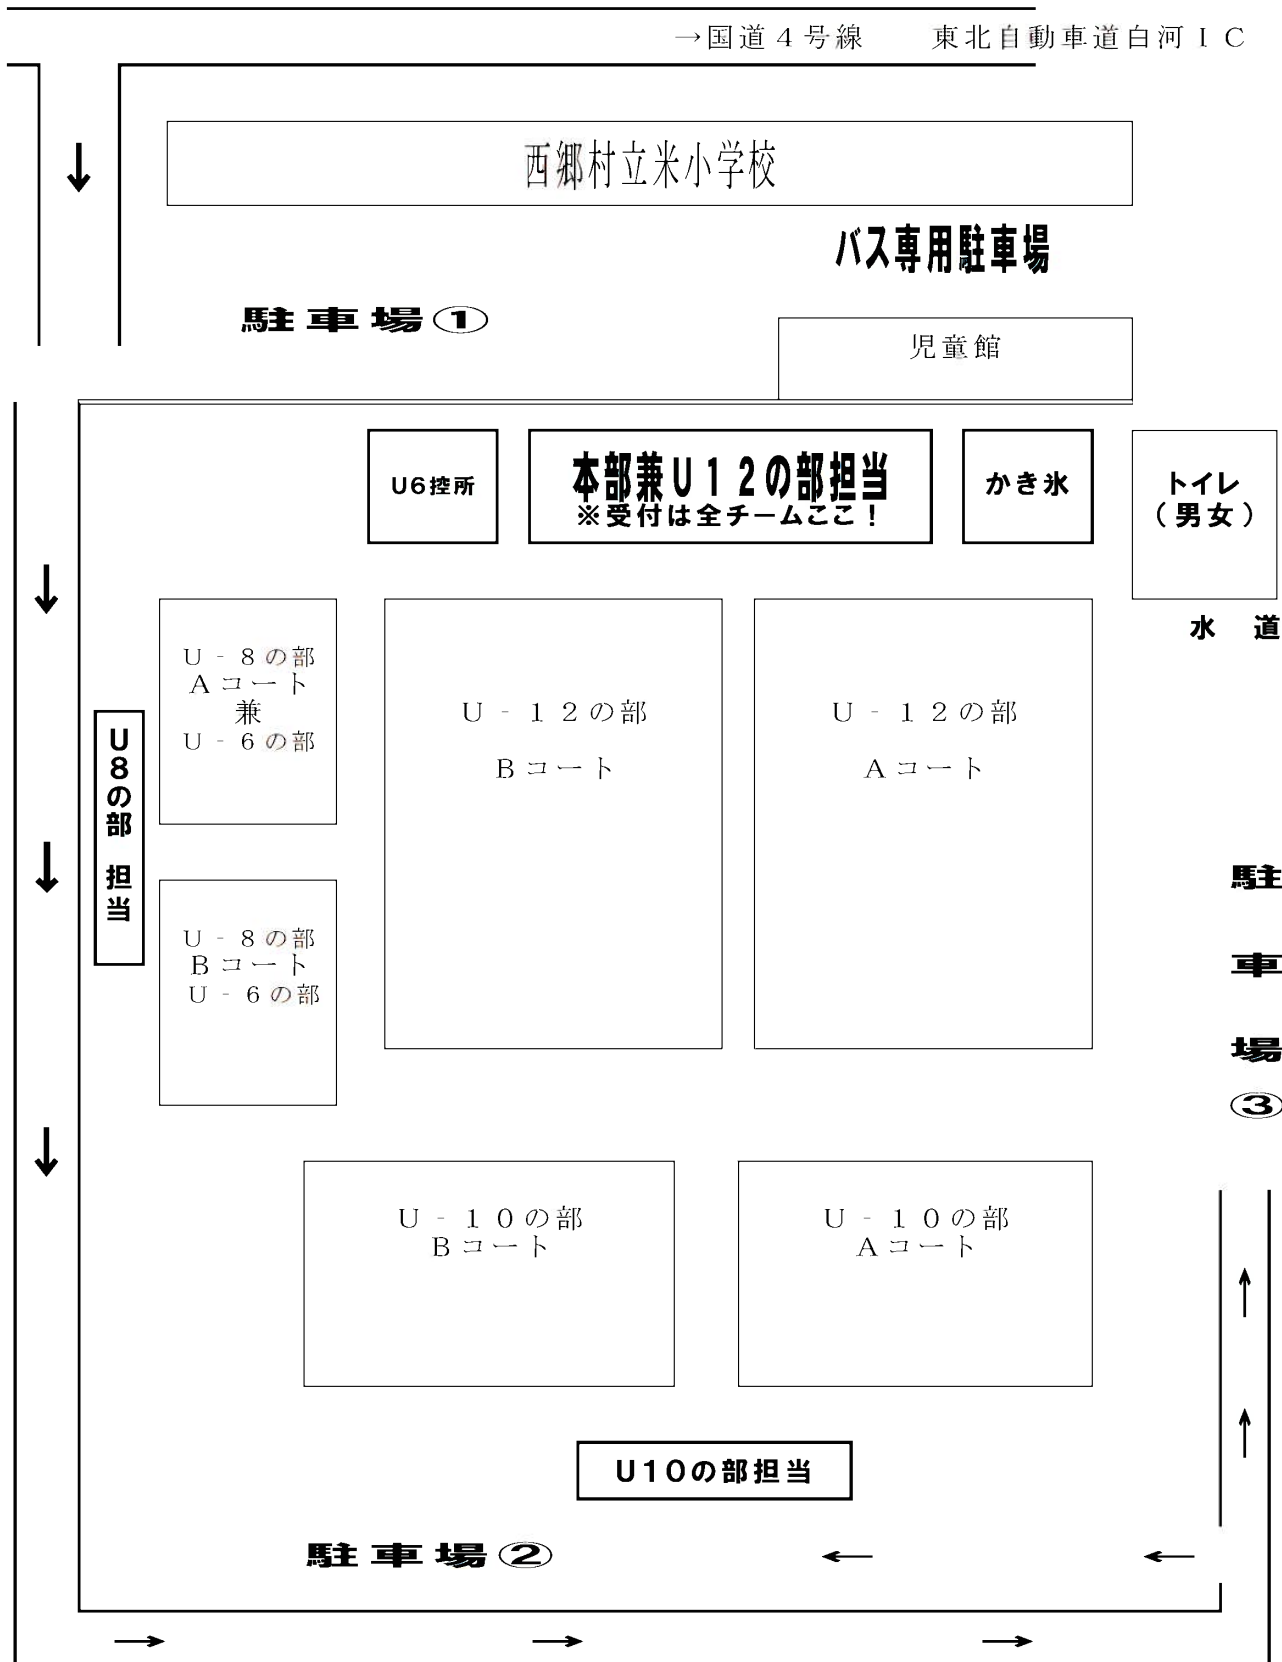 →国道４号線　　東北自動車道白河ＩＣ
西郷村立米小学校
バス専用駐車場
駐車場①
児童館
U6控所
本部兼Ｕ１２の部担当
※受付は全チームここ！
かき氷
トイレ
（男女）
水　道
Ｕ‐８の部
Ａコート
兼
Ｕ‐６の部
Ｕ‐１２の部
Ｂコート
Ｕ‐１２の部
Ａコート
U8の部　担当
Ｕ‐８の部
Ｂコート
Ｕ‐６の部
駐車場③
Ｕ‐１０の部
Ｂコート
Ｕ‐１０の部
Ａコート
U10の部担当
駐車場②